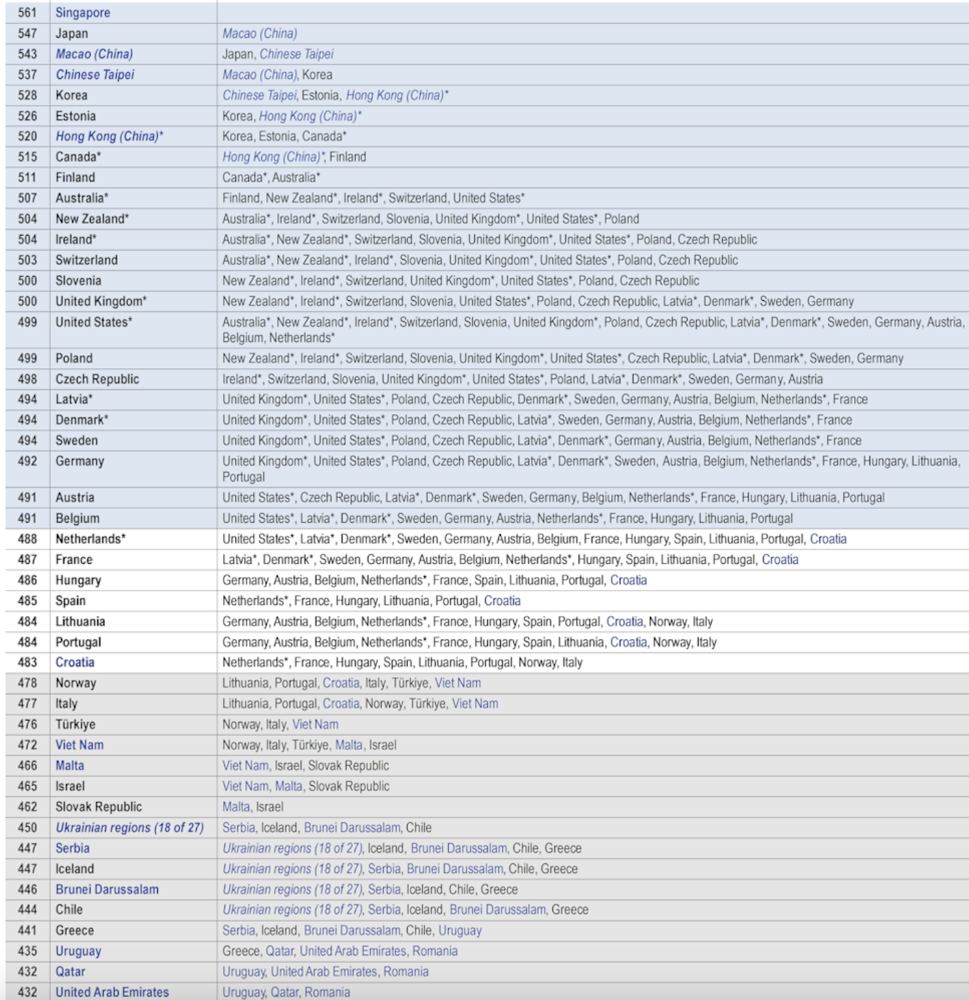 561 Singapore
547 Japan Macao (China)
543 Macao (China) Japan, Chinese Taipei
537 Chinese Taipei Macao (China), Korea
528 Korea Chinese Taipei, Estonia, Hong Kong (China)*
526 Estonia Korea, Hong Kong (China)*
520 Hong Kong (China)* Korea, Estonia, Canada*
515 Canada* Hong Kong (China)*, Finland
511 Finland Canada*, Australia*
507 Australia* Finland, New Zealand*, Ireland*, Switzerland, United States*
504 New Zealand* Australia*, Ireland*, Switzerland, Slovenia, United Kingdom*, United States*, Poland
504 Ireland* Australia*, New Zealand*, Switzerland, Slovenia, United Kingdom*, United States*, Poland, Czech Republic
503 Switzerland Australia*, New Zealand*, Ireland*, Slovenia, United Kingdom*, United States*, Poland, Czech Republic
500 Slovenia New Zealand*, Ireland*, Switzerland, United Kingdom*, United States*, Poland, Czech Republic
500 United Kingdom* New Zealand*, Ireland*, Switzerland, Slovenia, United States*, Poland, Czech Republic, Latvia*, Denmark*, Sweden, Germany
499 United States* Australia*, New Zealand*, Ireland*, Switzerland, Slovenia, United Kingdom*, Poland, Czech Republic, Latvia*, Denmark*, Sweden, Germany, Austria,
Belgium, Netherlands*
499 Poland New Zealand*, Ireland*, Switzerland, Slovenia, United Kingdom*, United States*, Czech Republic, Latvia*, Denmark*, Sweden, Germany
498 Czech Republic Ireland*, Switzerland, Slovenia, United Kingdom*, United States*, Poland, Latvia*, Denmark*, Sweden, Germany, Austria
494 Latvia* United Kingdom*, United States*, Poland, Czech Republic, Denmark*, Sweden, Germany, Austria, Belgium, Netherlands*, France
494 Denmark* United Kingdom*, United States*, Poland, Czech Republic, Latvia*, Sweden, Germany, Austria, Belgium, Netherlands*, France
494 Sweden United Kingdom*, United States*, Poland, Czech Republic, Latvia*, Denmark*, Germany, Austria, Belgium, Netherlands*, France
492 Germany United Kingdom*, United States*, Poland, Czech Republic, Latvia*, Denmark*, Sweden, Austria, Belgium, Netherlands*, France, Hungary, Lithuania,
Portugal
491 Austria United States*, Czech Republic, Latvia*, Denmark*, Sweden, Germany, Belgium, Netherlands*, France, Hungary, Lithuania, Portugal
491 Belgium United States*, Latvia*, Denmark*, Sweden, Germany, Austria, Netherlands*, France, Hungary, Lithuania, Portugal
488 Netherlands* United States*, Latvia*, Denmark*, Sweden, Germany, Austria, Belgium, France, Hungary, Spain, Lithuania, Portugal, Croatia
487 France Latvia*, Denmark*, Sweden, Germany, Austria, Belgium, Netherlands*, Hungary, Spain, Lithuania, Portugal, Croatia
486 Hungary Germany, Austria, Belgium, Netherlands*, France, Spain, Lithuania, Portugal, Croatia
485 Spain Netherlands*, France, Hungary, Lithuania, Portugal, Croatia
484 Lithuania Germany, Austria, Belgium, Netherlands*, France, Hungary, Spain, Portugal, Croatia, Norway, Italy
484 Portugal Germany, Austria, Belgium, Netherlands*, France, Hungary, Spain, Lithuania, Croatia, Norway, Italy
483 Croatia Netherlands*, France, Hungary, Spain, Lithuania, Portugal, Norway, Italy
478 Norway Lithuania, Portugal, Croatia, Italy, Türkiye, Viet Nam
477 Italy Lithuania, Portugal, Croatia, Norway, Türkiye, Viet Nam
476 Türkiye Norway, Italy, Viet Nam
472 Viet Nam Norway, Italy, Türkiye, Malta, Israel
466 Malta Viet Nam, Israel, Slovak Republic
465 Israel Viet Nam, Malta, Slovak Republic
462 Slovak Republic Malta, Israel
450 Ukrainian regions (18 of 27) Serbia, Iceland, Brunei Darussalam, Chile
447 Serbia Ukrainian regions (18 of 27), Iceland, Brunei Darussalam, Chile, Greece
447 Iceland Ukrainian regions (18 of 27), Serbia, Brunei Darussalam, Chile, Greece
446 Brunei Darussalam Ukrainian regions (18 of 27), Serbia, Iceland, Chile, Greece
444 Chile Ukrainian regions (18 of 27), Serbia, Iceland, Brunei Darussalam, Greece
441 Greece Serbia, Iceland, Brunei Darussalam, Chile, Uruguay
435 Uruguay Greece, Qatar, United Arab Emirates, Romania
432 Qatar Uruguay, United Arab Emirates, Romania
432 United Arab Emirates Uruguay, Qatar, Romania